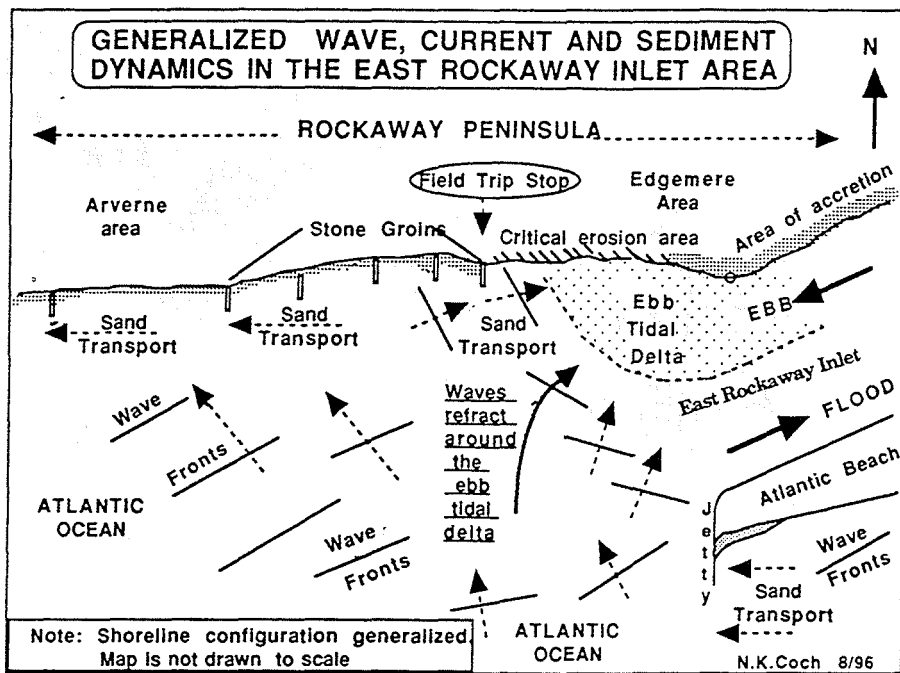 GENERALIZED WAVE, CURRENT AND SEDIMENT
DYNAMICS IN THE EAST ROCKAWAY INLET AREA
N
ROCKAWAY PENINSULA
Field Trip Stop
Arverne
area
Edgemere
Area
Area of accretion
Stone Groins
Critical erosion area
Ebb
Tidal
Delta
EBB
Sand
Transport
Sand
Transport
Sand
Transport
East Rockaway Inlet
FLOOD
Wave
Fronts
Waves
refract
around
the
ebb
tidal
delta
ATLANTIC
OCEAN
Wave
Fronts
Atlantic Beach
Jetty
Wave
Fronts
Sand
Transport
ATLANTIC
OCEAN
Note: Shoreline configuration generalized.
Map is not drawn to scale
N.K.Coch 8/96